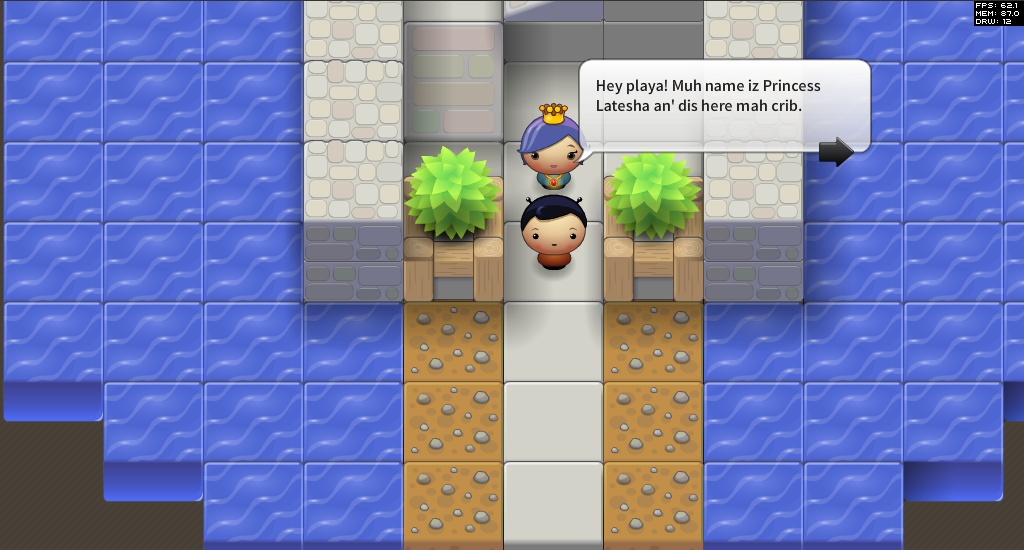 FPS: 62.1
MEM: 87.0
DRW: 12
Hey playa! Muh name iz Princess
Latesha an' dis here mah crib.